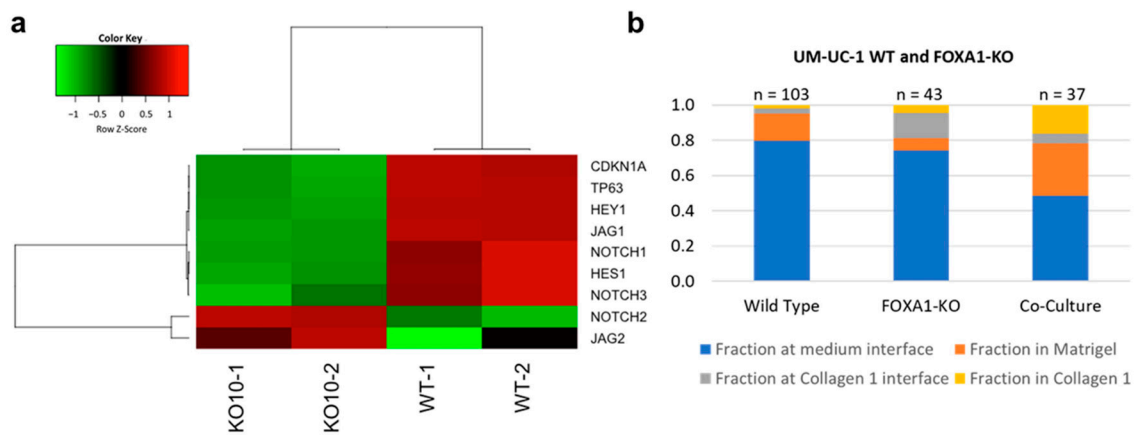 a
Color Key
−1 −0.5 0 0.5 1
Row Z-Score
CDKN1A
TP63
HEY1
JAG1
NOTCH1
HES1
NOTCH3
NOTCH2
JAG2
KO10-1
KO10-2
WT-1
WT-2
b
UM-UC-1 WT and FOXA1-KO
n = 103 n = 43 n = 37
1.0
0.8
0.6
0.4
0.2
0.0
Wild Type FOXA1-KO Co-Culture
Fraction at medium interface Fraction in Matrigel
Fraction at Collagen 1 interface Fraction in Collagen 1